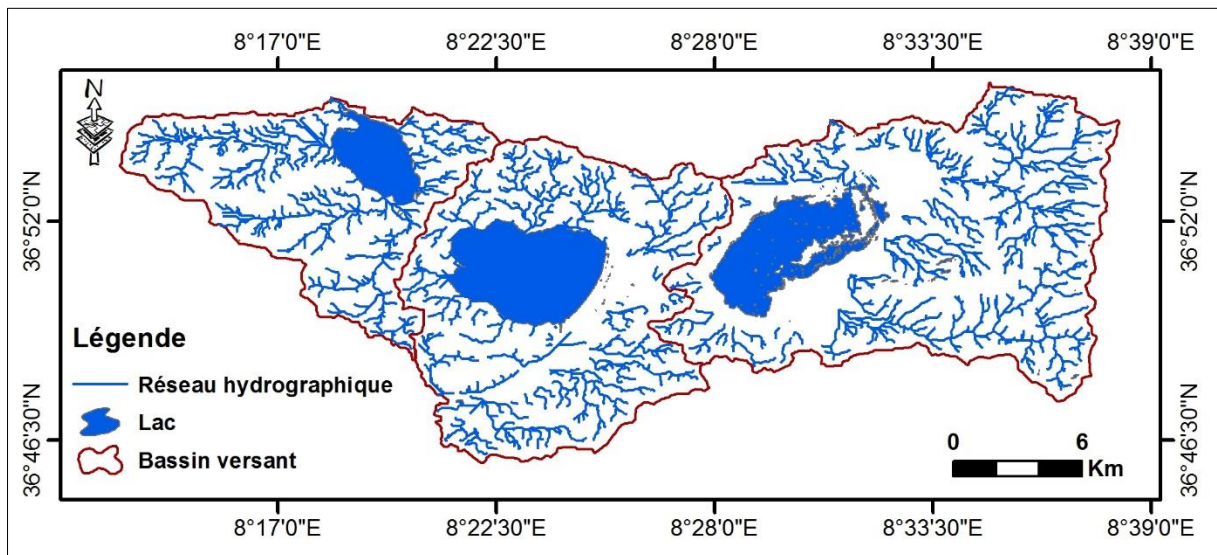 8°17'0"E 8°22'30"E 8°28'0"E 8°33'30"E 8°39'0"E
N
36°52'0"N 36°52'0"N
Légende
Réseau hydrographique
Lac
Bassin versant
36°46'30"N 36°46'30"N
0 6
Km
8°17'0"E 8°22'30"E 8°28'0"E 8°33'30"E 8°39'0"E